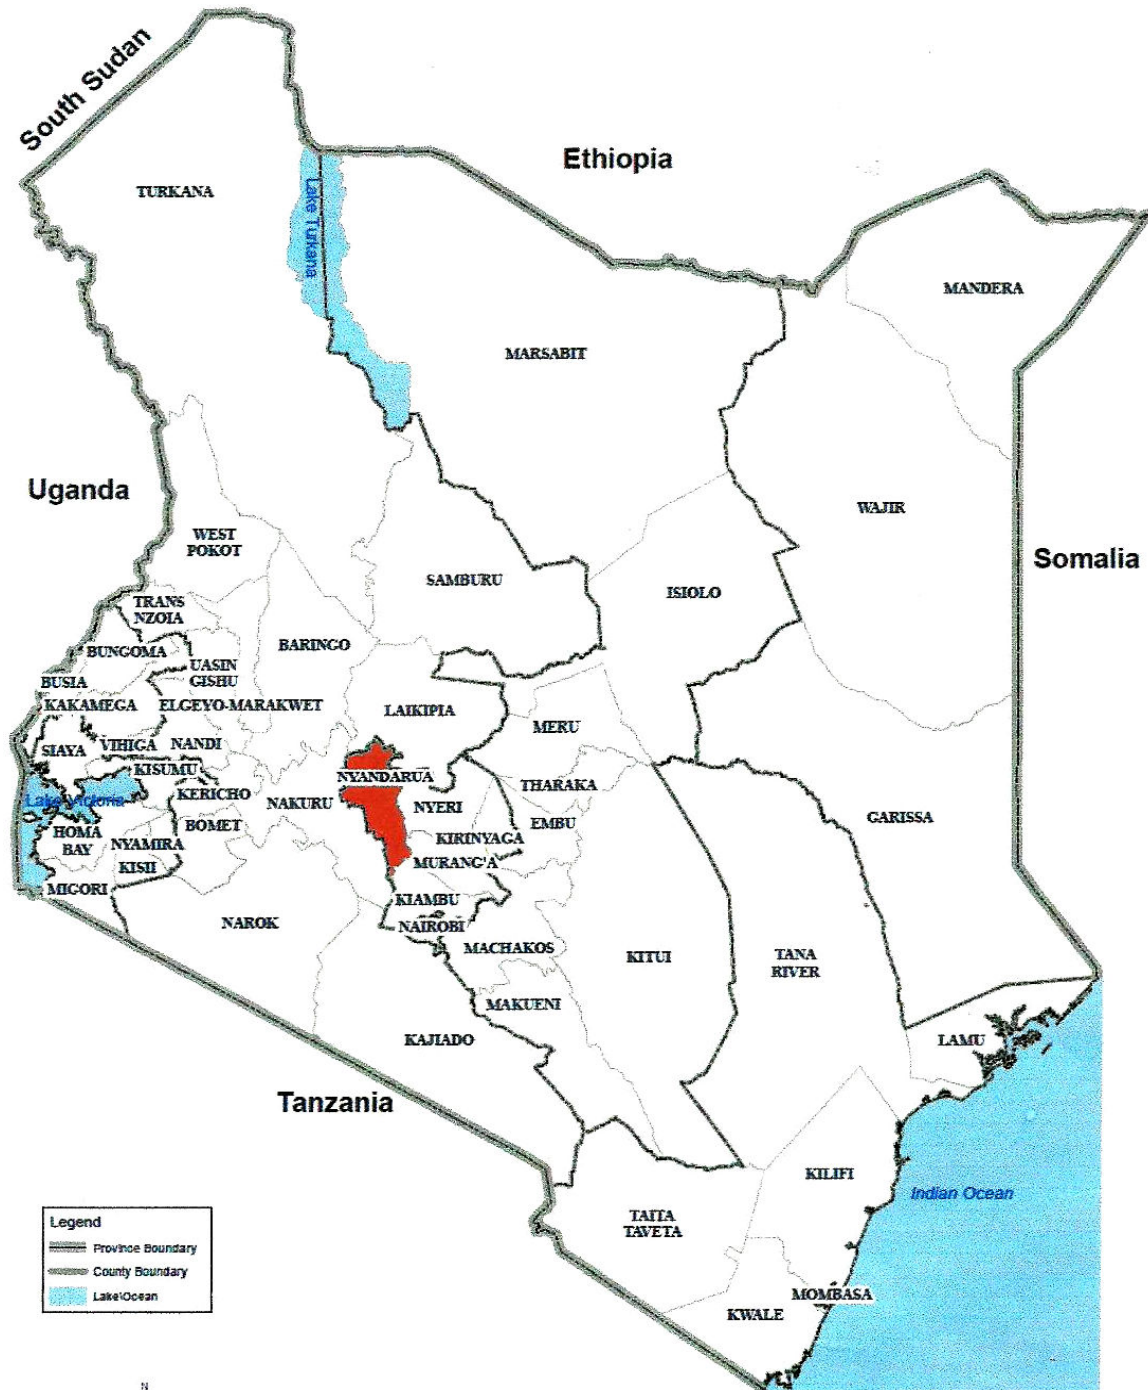 South Sudan
Ethiopia
TURKANA
Lake Turkana
MANDERA
MARSABIT
Uganda
WAJIR
WEST
POKOT
Somalia
SAMBURU
ISIOLO
TRANS
NZOIA
BUNGOMA
BARINGO
UASIN
GISHU
BUSIA
KAKAMEGA
ELGEYO-MARAKWET
LAIKIPIA
MERU
SIAYA
VIHIGA
NANDI
KISUMU
NYANDARUA
THARAKA
KERICHO
Lake Victoria
NAKURU
NYERI
GARISSA
BOMET
EMBU
HOMA
BAY
NYAMIRA
KIRINYAGA
KISII
MURANG'A
MIGORI
KIAMBU
NAROK
NAIROBI
MACHAKOS
KITUI
TANA
RIVER
MAKUENI
KAJIADO
LAMU
Tanzania
KILIFI
Indian Ocean
TAITA
TAVETA
MOMBASA
KWALE
Legend
Province Boundary
County Boundary
Lake\Ocean
N